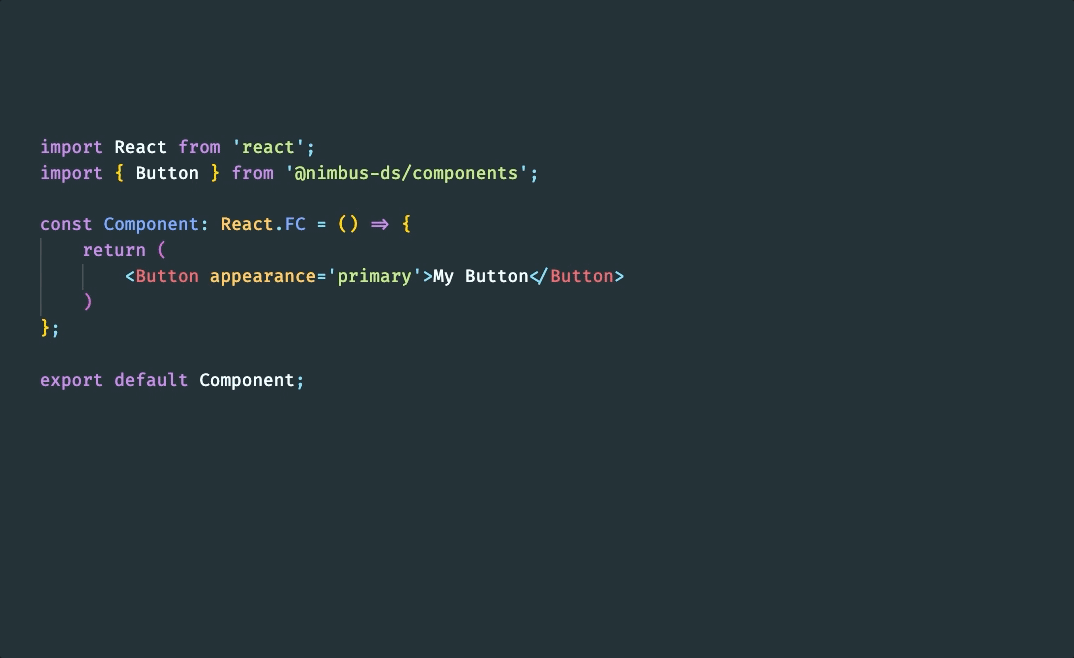 import React from 'react';
import { Button } from '@nimbus-ds/components';

const Component: React.FC = () => {
    return (
        <Button appearance='primary'>My Button</Button>
    )
};

export default Component;